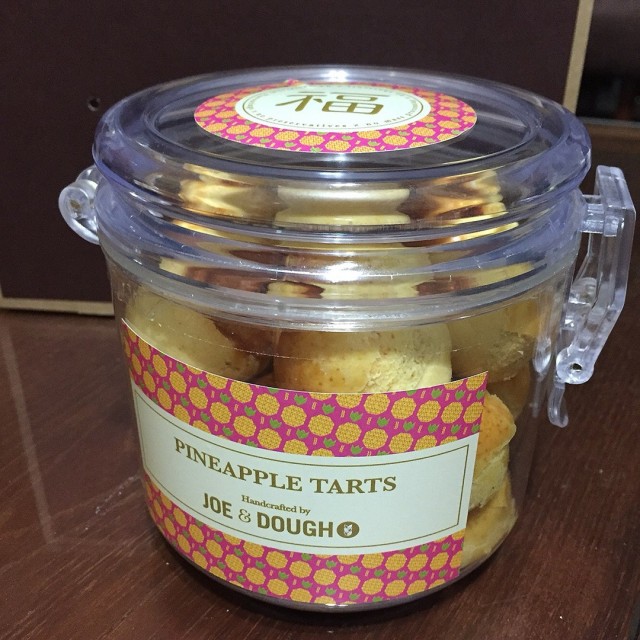 福
PINEAPPLE TARTS
Handcrafted by
JOE & DOUGH